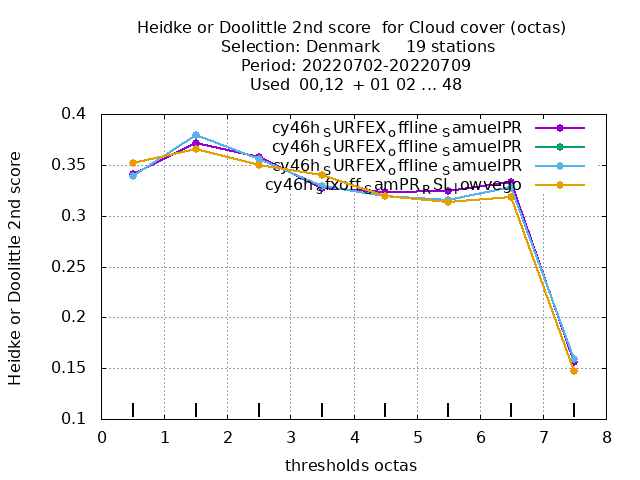 Heidke or Doolittle 2nd score  for Cloud cover (octas)
Selection: Denmark     19 stations
Period: 20220702-20220709
Used  00,12  + 01 02 ... 48
Heidke or Doolittle 2nd score
0.4
0.35
0.3
0.25
0.2
0.15
0.1
cy46h_SURFEX_offline_SamuelPR
cy46h_SURFEX_offline_SamuelPR
cy46h_SURFEX_offline_SamuelPR
0 1 2 3 4 5 6 7 8
thresholds octas